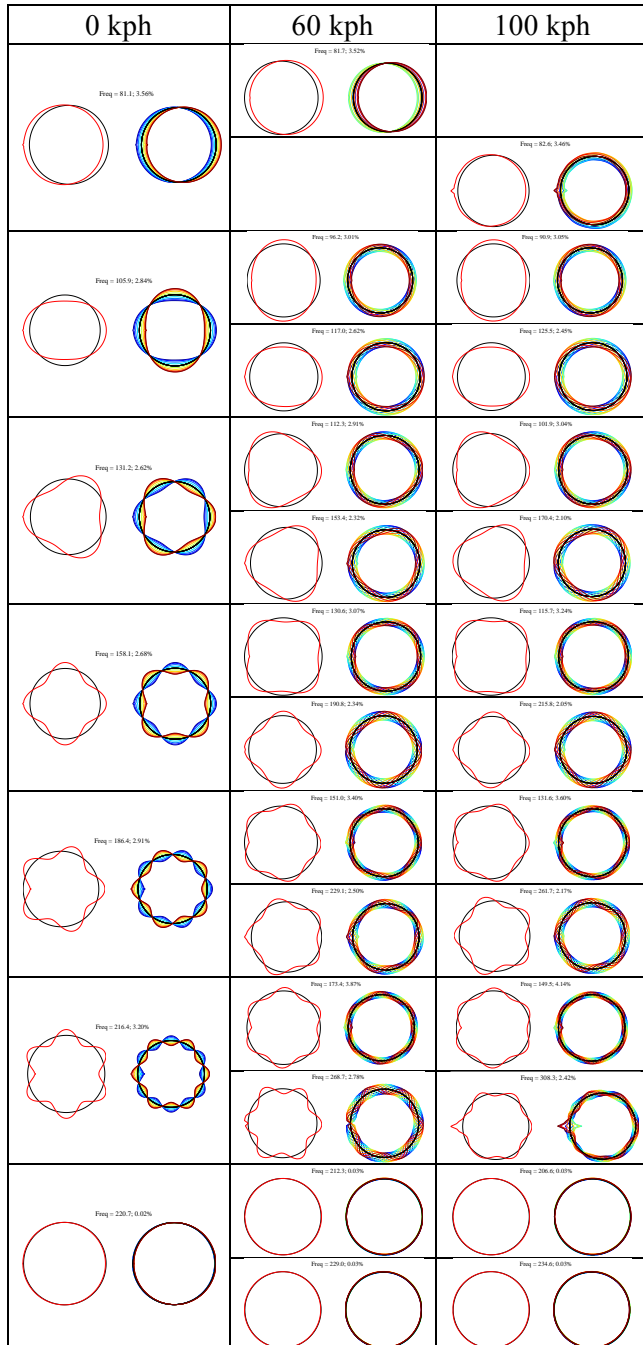 0 kph 60 kph 100 kph
Freq = 81.1; 3.56%
Freq = 81.7; 3.52%
Freq = 82.6; 3.46%
Freq = 105.9; 2.84%
Freq = 96.2; 3.01%
Freq = 90.9; 3.05%
Freq = 117.0; 2.62%
Freq = 125.5; 2.45%
Freq = 131.2; 2.62%
Freq = 112.3; 2.91%
Freq = 101.9; 3.04%
Freq = 153.4; 2.32%
Freq = 170.4; 2.10%
Freq = 158.1; 2.68%
Freq = 130.6; 3.07%
Freq = 115.7; 3.24%
Freq = 190.8; 2.34%
Freq = 215.8; 2.05%
Freq = 186.4; 2.91%
Freq = 151.0; 3.40%
Freq = 131.6; 3.60%
Freq = 229.1; 2.50%
Freq = 261.7; 2.17%
Freq = 216.4; 3.20%
Freq = 173.4; 3.87%
Freq = 149.5; 4.14%
Freq = 268.7; 2.78%
Freq = 308.3; 2.42%
Freq = 220.7; 0.02%
Freq = 212.3; 0.03%
Freq = 206.6; 0.03%
Freq = 229.0; 0.03%
Freq = 234.6; 0.03%